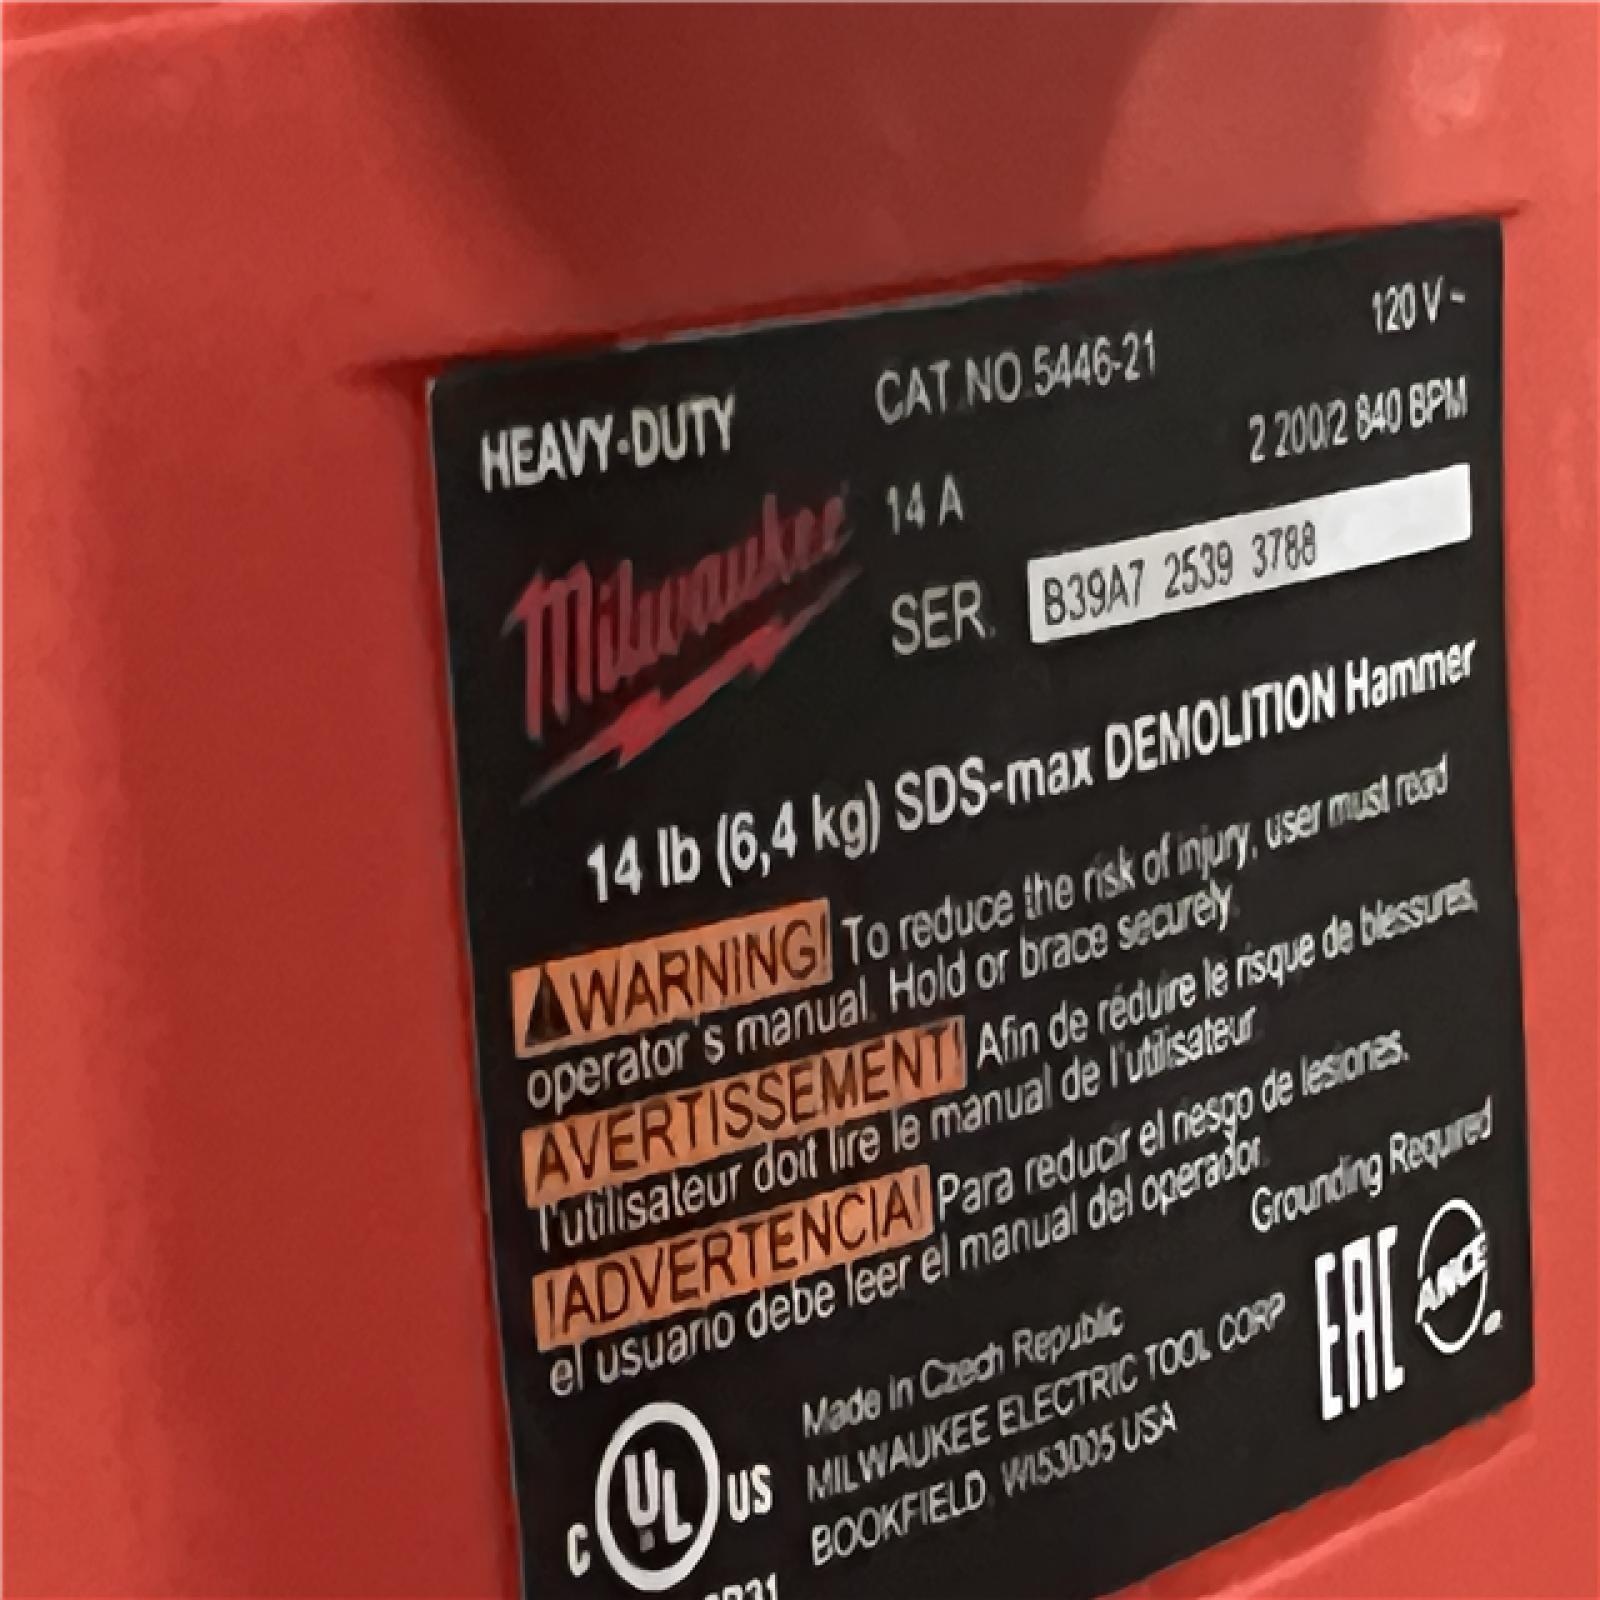 HEAVY-DUTY CAT.NO.5446-21 120 V~
Milwaukee 14 A 2 200/2 840 BPM
SER. B39A7 2539 3788
14 lb (6,4 kg) SDS-max DEMOLITION Hammer
WARNING! To reduce the risk of injury, user must read
operator's manual. Hold or brace securely.
AVERTISSEMENT! Afin de réduire le risque de blessures,
l'utilisateur doit lire le manual de l'utilisateur
!ADVERTENCIA! Para reducir el riesgo de lesiones.
el usuario debe leer el manual del operador.
Grounding Required
Made in Czech Republic
MILWAUKEE ELECTRIC TOOL CORP
BOOKFIELD, WI53005 USA
C UL US
EAC ANCE